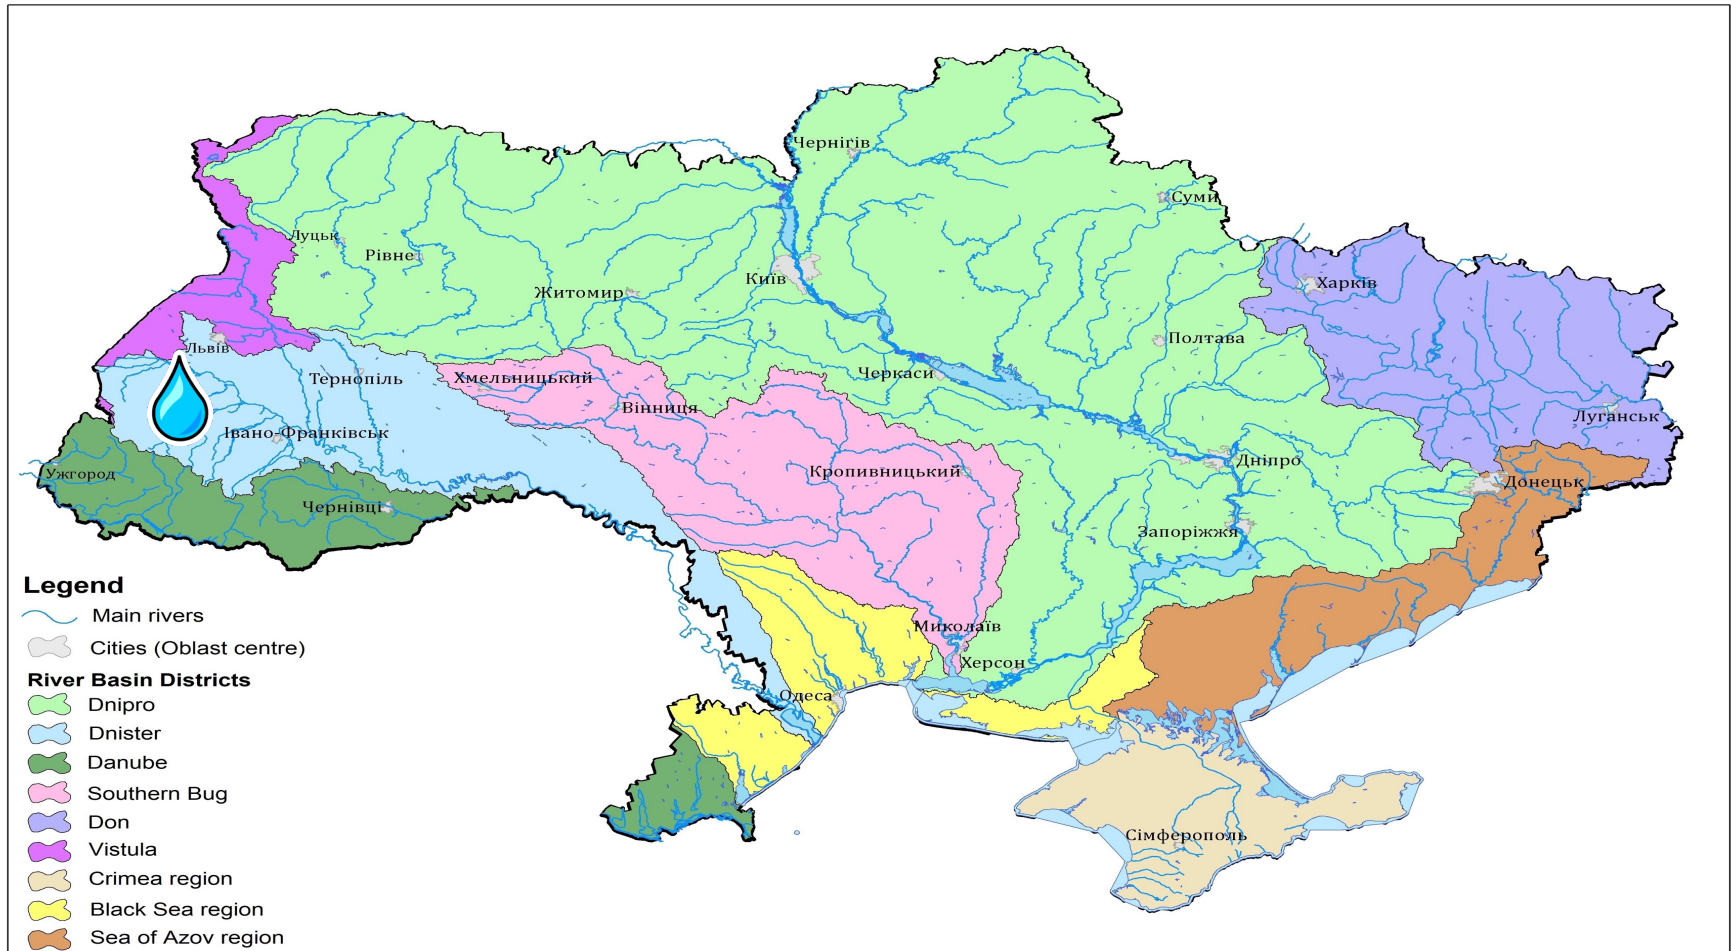 Чернігів
Суми
Луцьк
Рівне
Київ
Харків
Житомир
Львів
Полтава
Тернопіль
Хмельницький
Черкаси
Вінниця
Луганськ
Івано-Франківськ
Ужгород
Кропивницький
Дніпро
Донецьк
Чернівці
Запоріжжя
Миколаїв
Херсон
Одеса
Сімферополь
Legend
Main rivers
Cities (Oblast centre)
River Basin Districts
Dnipro
Dnister
Danube
Southern Bug
Don
Vistula
Crimea region
Black Sea region
Sea of Azov region